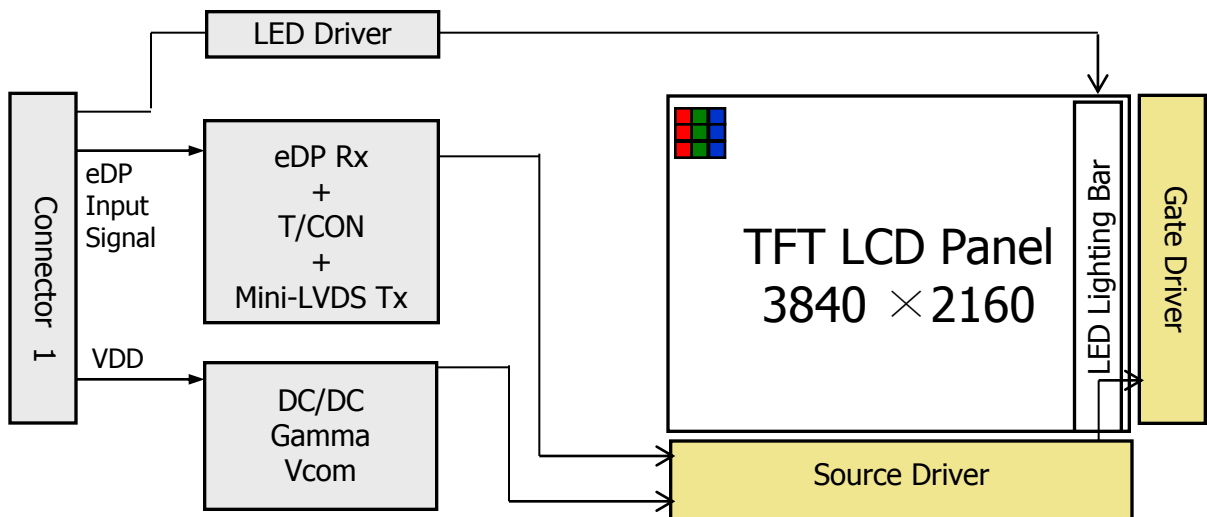 LED Driver
Connector 1
eDP
Input
Signal
eDP Rx
+
T/CON
+
Mini-LVDS Tx
VDD
DC/DC
Gamma
Vcom
TFT LCD Panel
3840 ×2160
LED Lighting Bar
Gate Driver
Source Driver